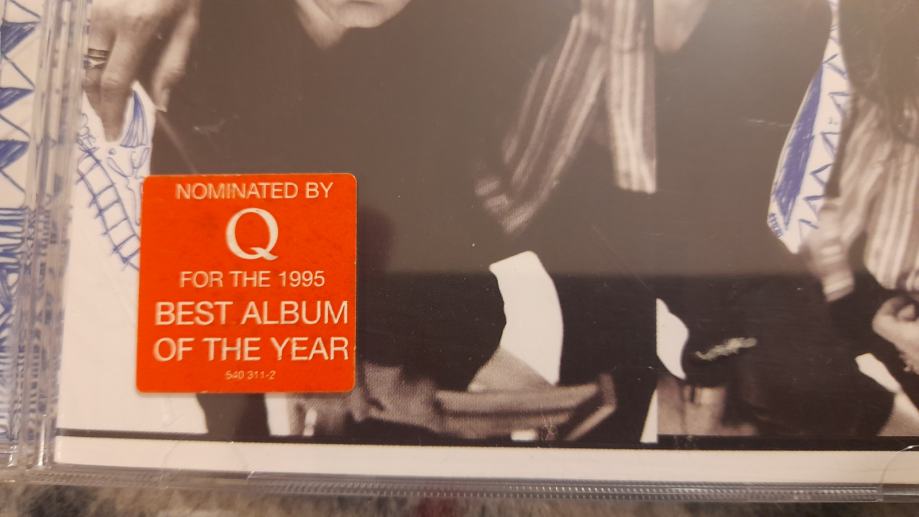 NOMINATED BY
Q
FOR THE 1995
BEST ALBUM
OF THE YEAR
540 311-2